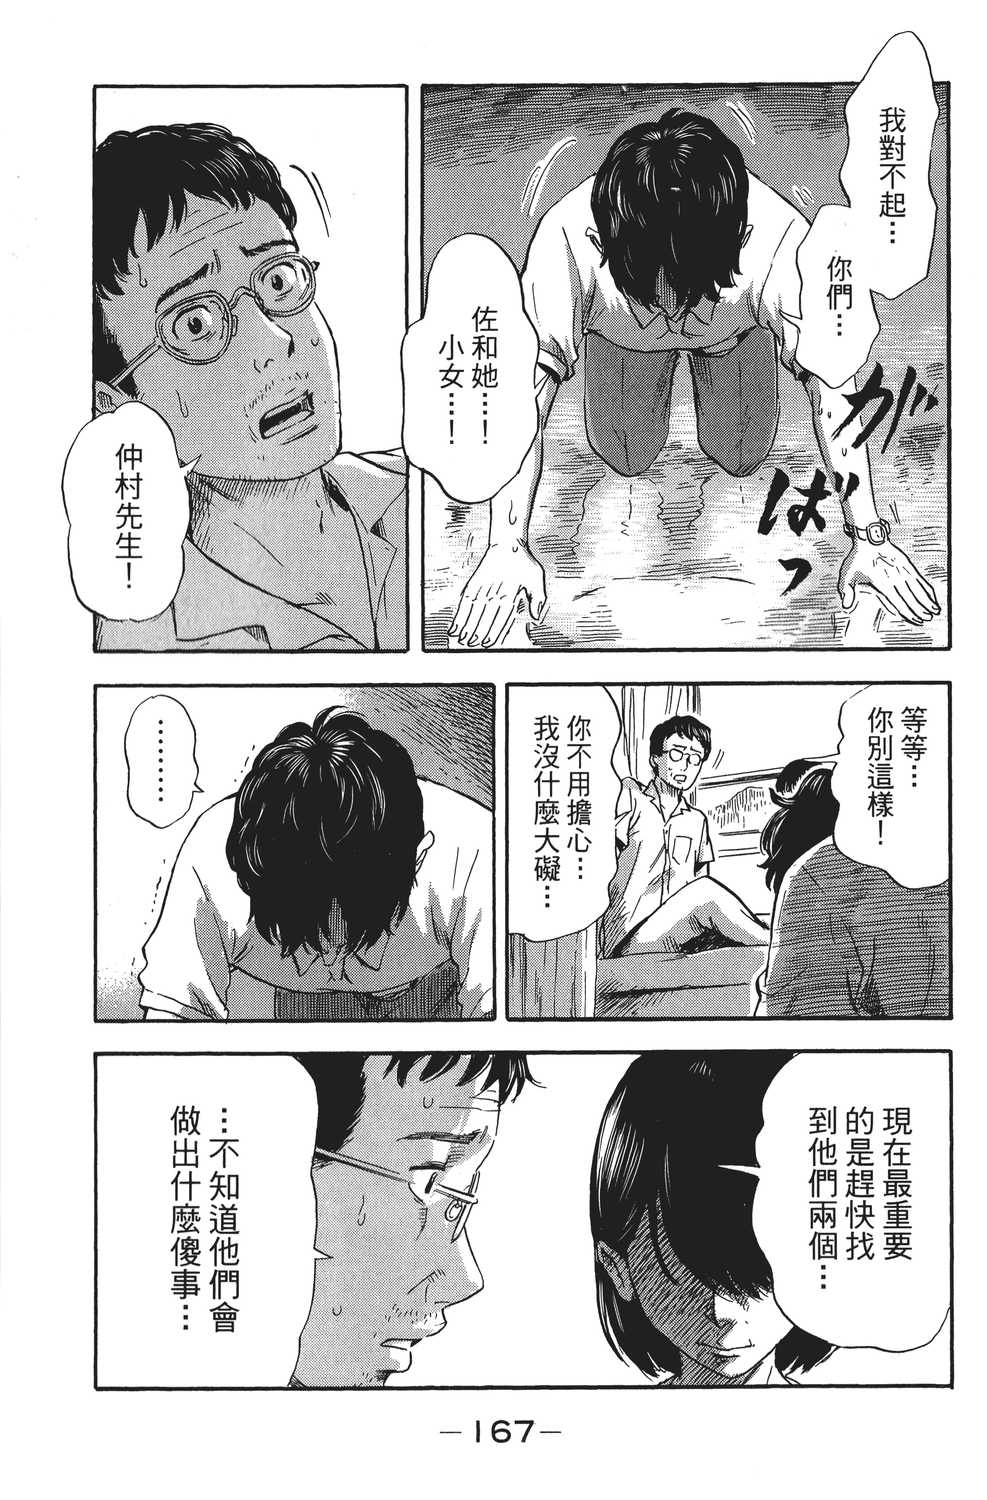 我對不起…
你們…
ガ
ばっ
佐和她…！
小女…！
仲村先生！
等等…
你別這樣！
你不用擔心…
我沒什麼大礙…
………
現在最重要
的是趕快找
到他們兩個…
…不知道他們會
做出什麼傻事…
—167—